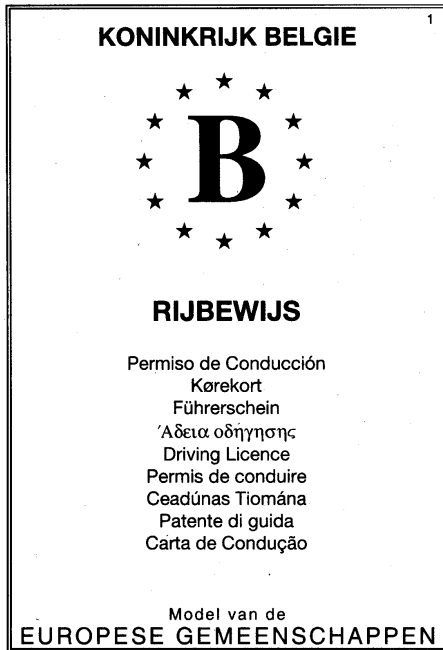 1
KONINKRIJK BELGIE
B
RIJBEWIJS
Permiso de Conducción
Kørekort
Führerschein
Άδεια οδήγησης
Driving Licence
Permis de conduire
Ceadúnas Tiomána
Patente di guida
Carta de Condução
Model van de
EUROPESE GEMEENSCHAPPEN